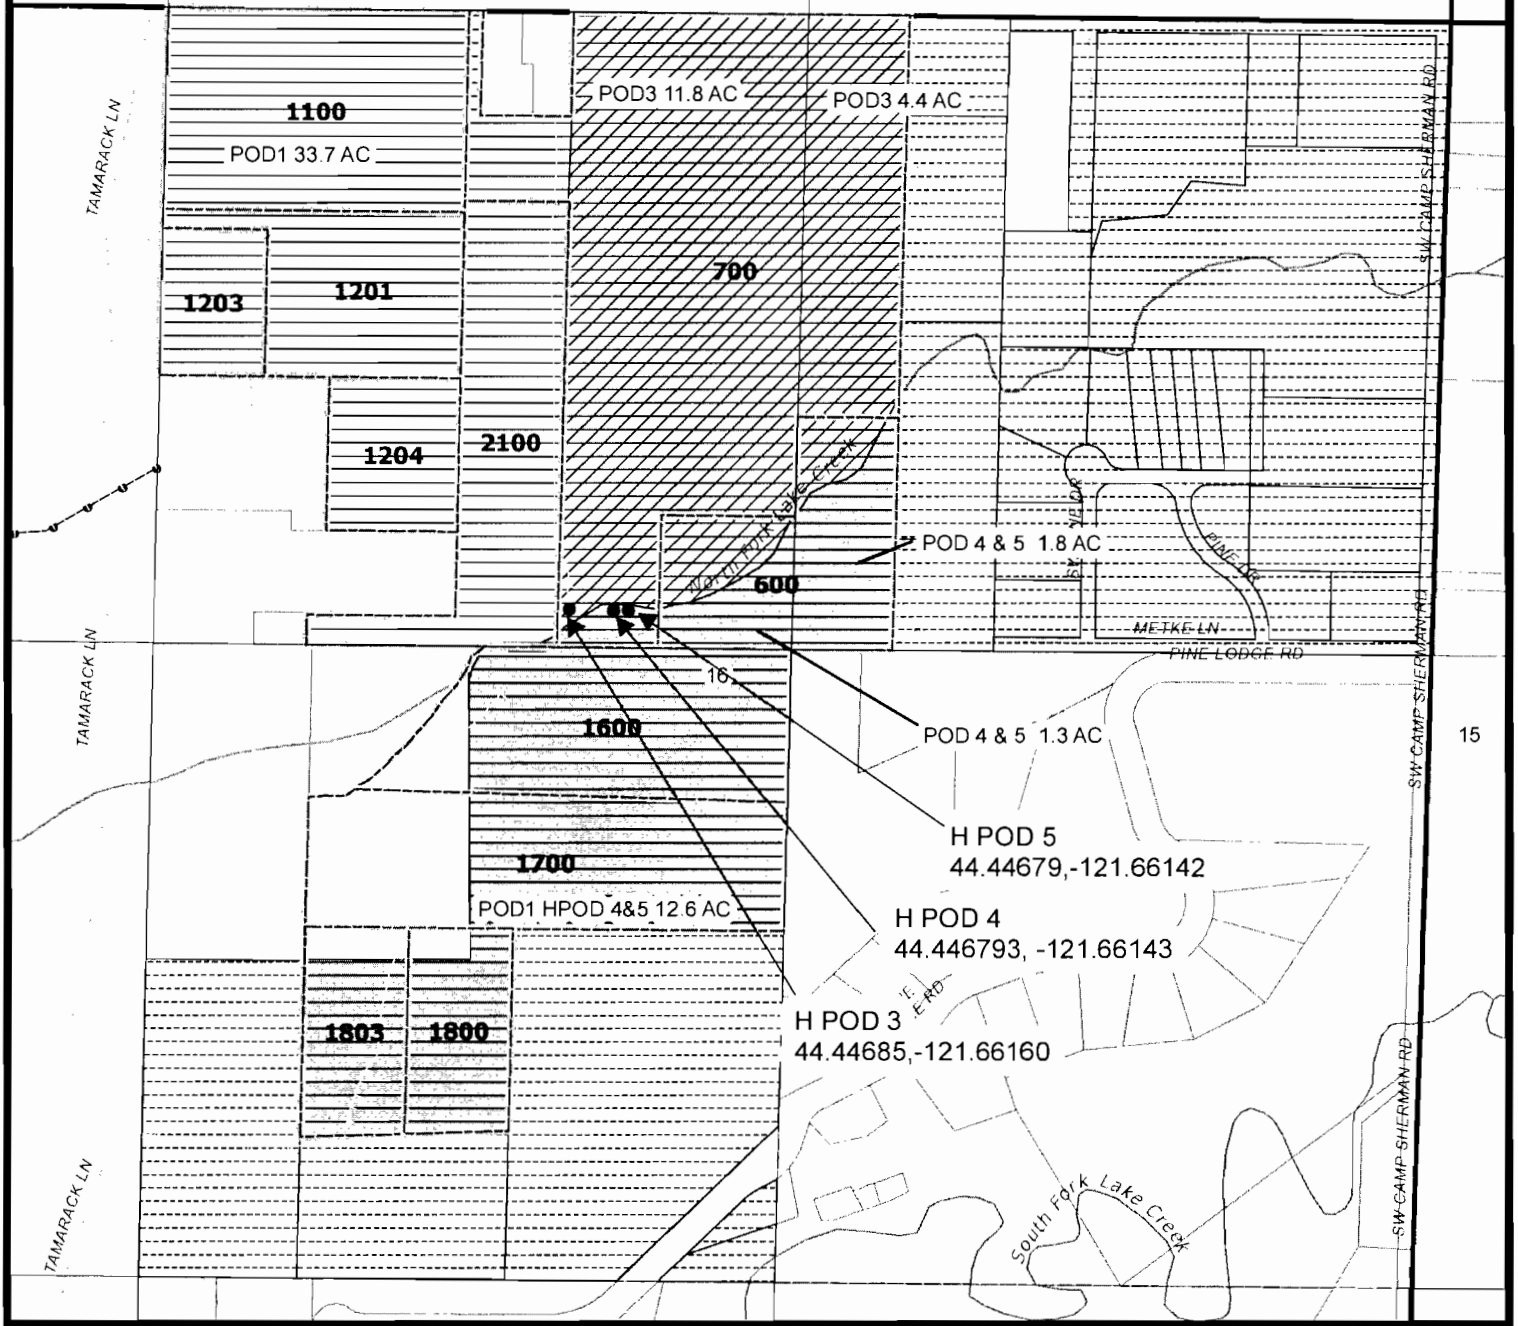 POD3 11.8 AC
POD3 4.4 AC
1100
POD1 33.7 AC
TAMARACK LN
SW CAMP SHERMAN RD
700
1203
1201
1204
2100
North Fork Lake Creek
POD 4 & 5 1.8 AC
PINE DR
600
METKE LN
PINE LODGE RD
TAMARACK LN
SW CAMP SHERMAN RD
16
1600
POD 4 & 5 1.3 AC
15
H POD 5
44.44679,-121.66142
1700
POD1 HPOD 4&5 12.6 AC
H POD 4
44.446793, -121.66143
H POD 3
44.44685,-121.66160
1803
1800
SW CAMP SHERMAN RD
TAMARACK LN
South Fork Lake Creek